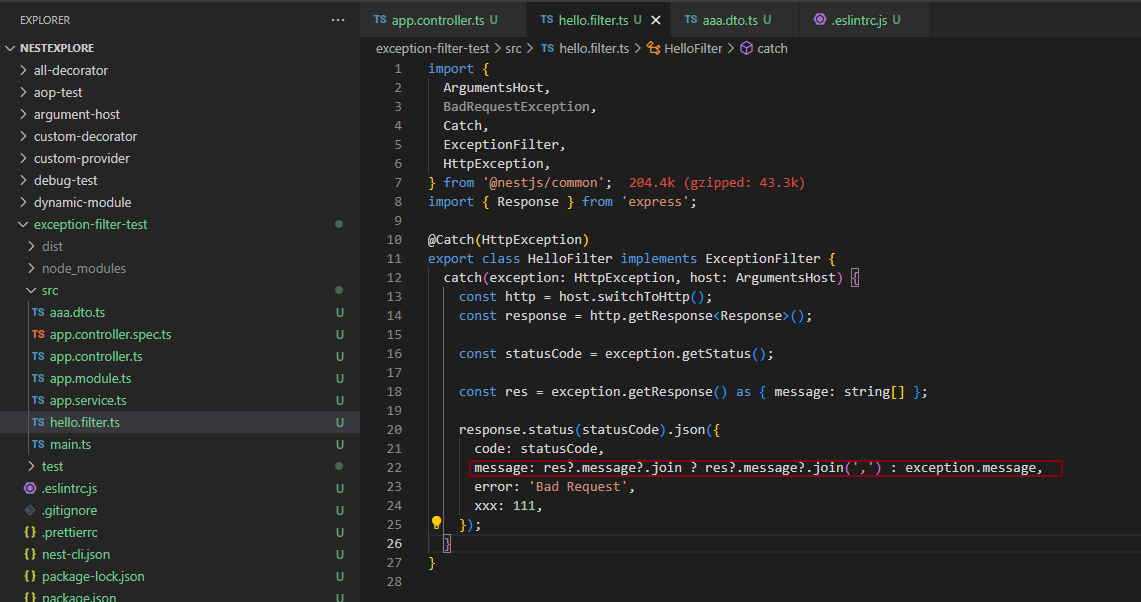 EXPLORER
NESTEXPLORE
all-decorator
aop-test
argument-host
custom-decorator
custom-provider
debug-test
dynamic-module
exception-filter-test
dist
node_modules
src
TS aaa.dto.ts U
TS app.controller.spec.ts U
TS app.controller.ts U
TS app.module.ts U
TS app.service.ts U
TS hello.filter.ts U
TS main.ts U
test
.eslintrc.js U
.gitignore U
.prettierrc U
{} nest-cli.json U
{} package-lock.json U
{} package.json U
TS app.controller.ts U
TS hello.filter.ts U
TS aaa.dto.ts U
.eslintrc.js U
exception-filter-test > src > TS hello.filter.ts > HelloFilter > catch
1 import {
2 ArgumentsHost,
3 BadRequestException,
4 Catch,
5 ExceptionFilter,
6 HttpException,
7 } from '@nestjs/common'; 204.4k (gzipped: 43.3k)
8 import { Response } from 'express';
9
10 @Catch(HttpException)
11 export class HelloFilter implements ExceptionFilter {
12 catch(exception: HttpException, host: ArgumentsHost) {
13 const http = host.switchToHttp();
14 const response = http.getResponse<Response>();
15
16 const statusCode = exception.getStatus();
17
18 const res = exception.getResponse() as { message: string[] };
19
20 response.status(statusCode).json({
21 code: statusCode,
22 message: res?.message?.join ? res?.message?.join(',') : exception.message,
23 error: 'Bad Request',
24 xxx: 111,
25 });
26 }
27 }
28